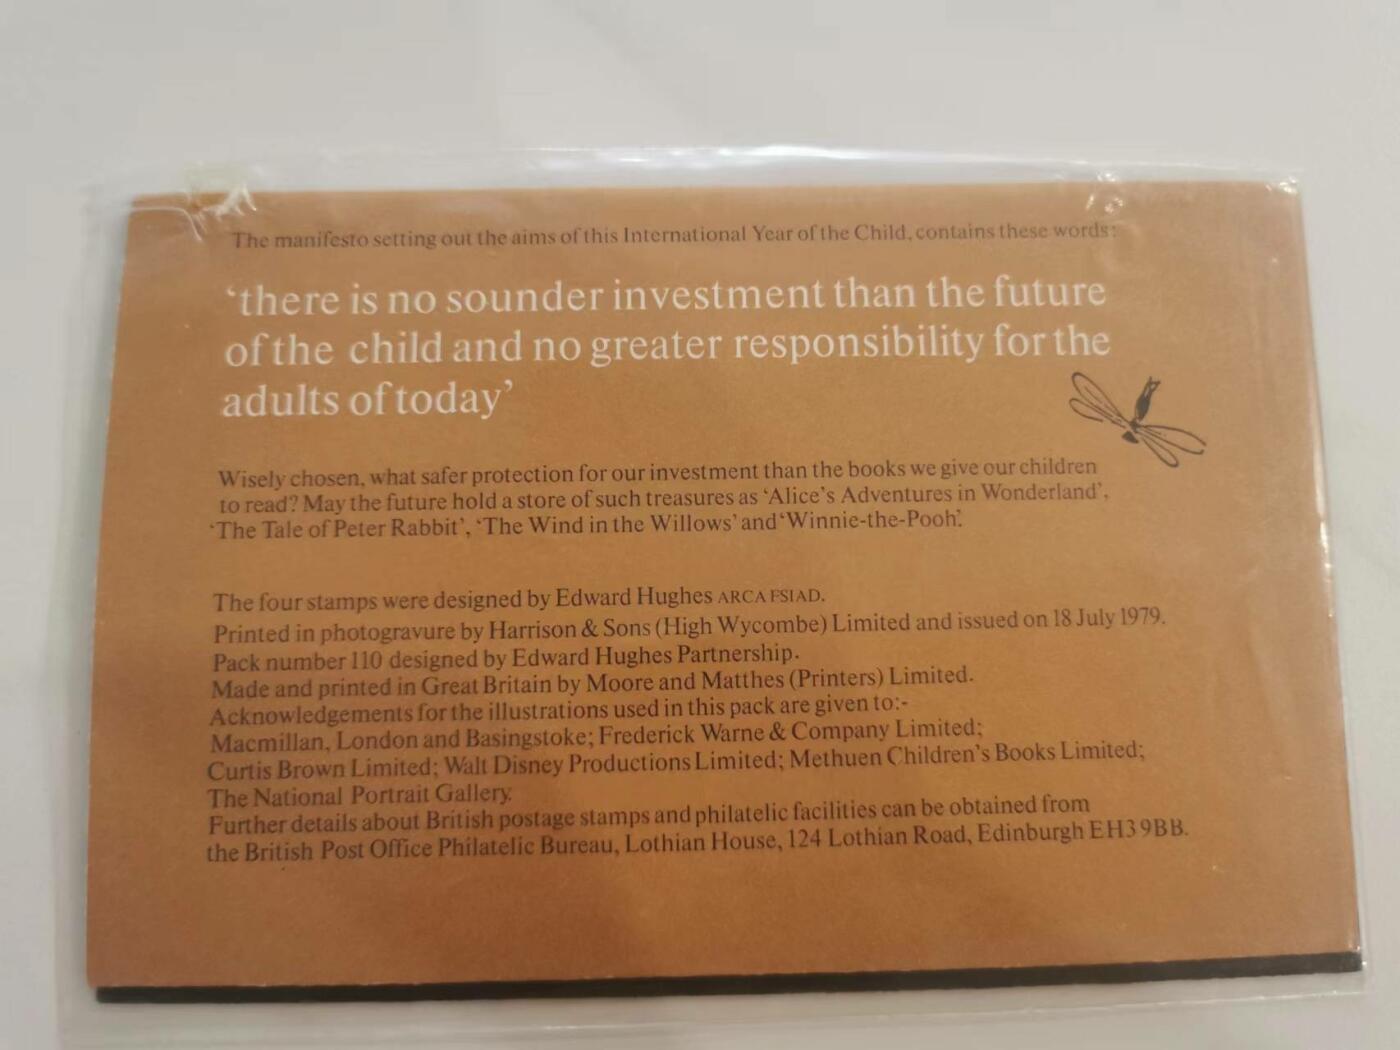 The manifesto setting out the aims of this International Year of the Child, contains these words:
‘there is no sounder investment than the future
of the child and no greater responsibility for the
adults of today’
Wisely chosen, what safer protection for our investment than the books we give our children
to read? May the future hold a store of such treasures as ‘Alice’s Adventures in Wonderland’,
‘The Tale of Peter Rabbit’, ‘The Wind in the Willows’ and ‘Winnie-the-Pooh’.
The four stamps were designed by Edward Hughes ARCA FSIAD.
Printed in photogravure by Harrison & Sons (High Wycombe) Limited and issued on 18 July 1979.
Pack number 110 designed by Edward Hughes Partnership.
Made and printed in Great Britain by Moore and Matthes (Printers) Limited.
Acknowledgements for the illustrations used in this pack are given to:-
Macmillan, London and Basingstoke; Frederick Warne & Company Limited;
Curtis Brown Limited; Walt Disney Productions Limited; Methuen Children’s Books Limited;
The National Portrait Gallery.
Further details about British postage stamps and philatelic facilities can be obtained from
the British Post Office Philatelic Bureau, Lothian House, 124 Lothian Road, Edinburgh EH3 9BB.